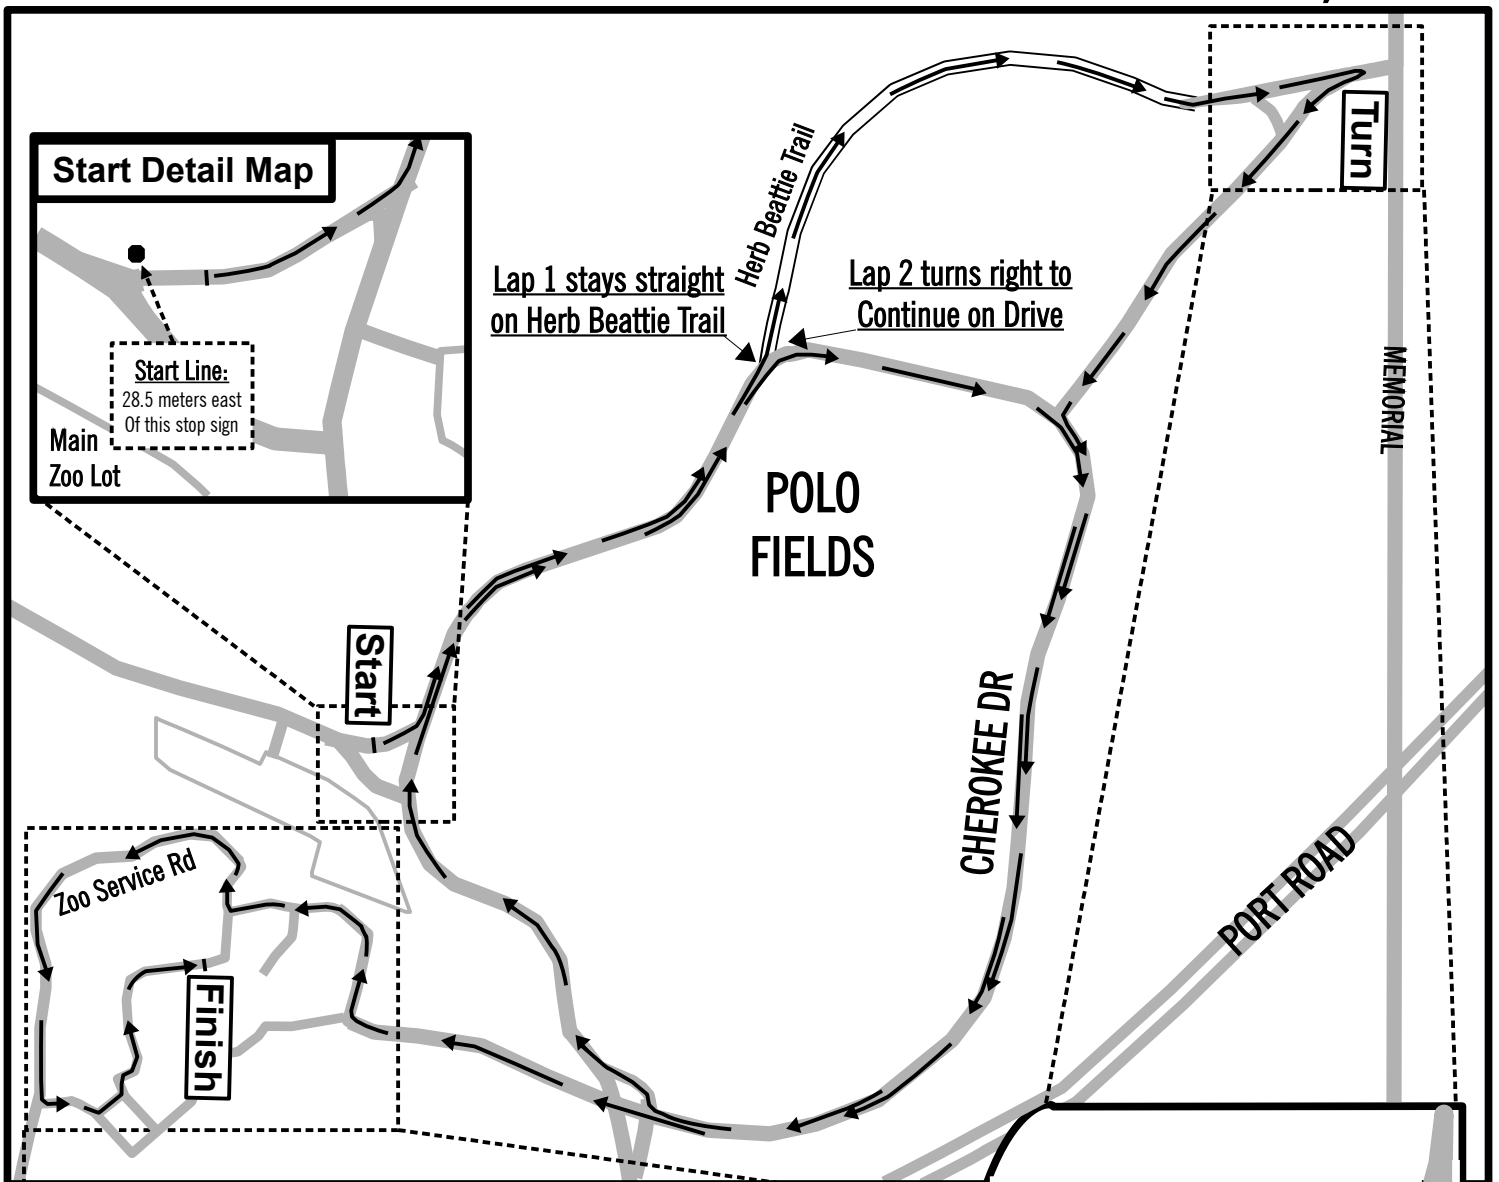 Start Detail Map
Start Line:
28.5 meters east
Of this stop sign
Main
Zoo Lot
Lap 1 stays straight
on Herb Beattie Trail
Herb Beattie Trail
Lap 2 turns right to
Continue on Drive
Turn
MEMORIAL
POLO
FIELDS
Start
CHEROKEE DR
PORT ROAD
Zoo Service Rd
Finish